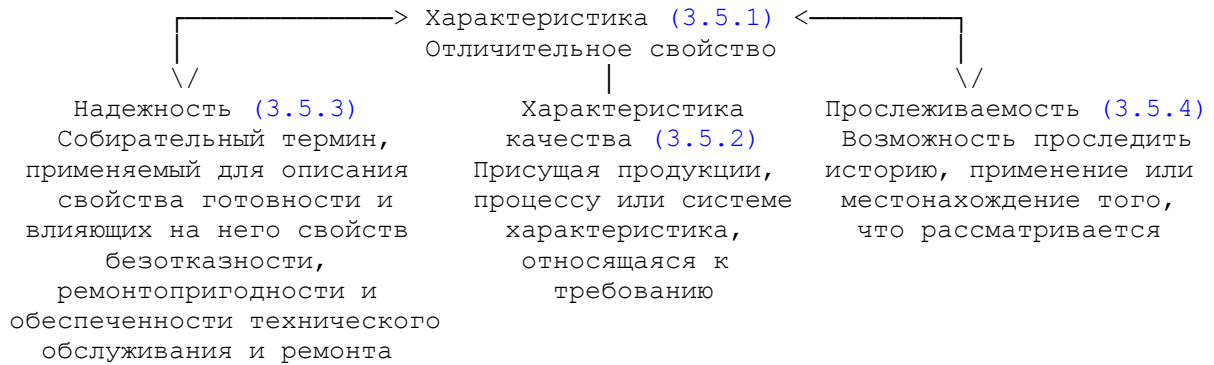 Характеристика (3.5.1)
Отличительное свойство
Надежность (3.5.3)
Собирательный термин,
применяемый для описания
свойства готовности и
влияющих на него свойств
безотказности,
ремонтопригодности и
обеспеченности технического
обслуживания и ремонта
Характеристика
качества (3.5.2)
Присущая продукции,
процессу или системе
характеристика,
относящаяся к
требованию
Прослеживаемость (3.5.4)
Возможность проследить
историю, применение или
местонахождение того,
что рассматривается